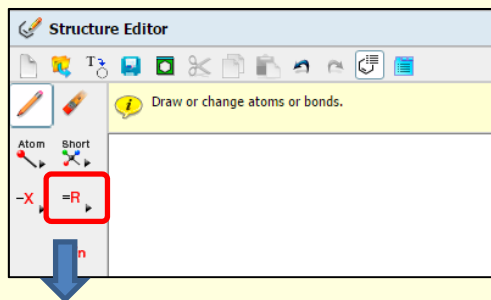 Structure Editor
Draw or change atoms or bonds.
Atom Short
-X =R
n